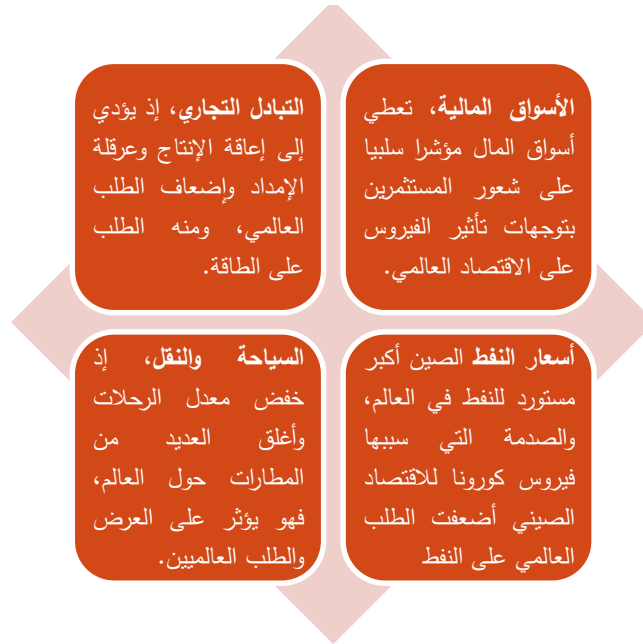 الأسواق المالية، تعطي
أسواق المال مؤشرا سلبيا
على شعور المستثمرين
بتوجهات تأثير الفيروس
على الاقتصاد العالمي.
التبادل التجاري، إذ يؤدي
إلى إعاقة الإنتاج وعرقلة
الإمداد وإضعاف الطلب
العالمي، ومنه الطلب
على الطاقة.
أسعار النفط الصين أكبر
مستورد للنفط في العالم،
والصدمة التي سببها
فيروس كورونا للاقتصاد
الصيني أضعفت الطلب
العالمي على النفط
السياحة والنقل، إذ
خفض معدل الرحلات
وأغلق العديد من
المطارات حول العالم،
فهو يؤثر على العرض
والطلب العالميين.